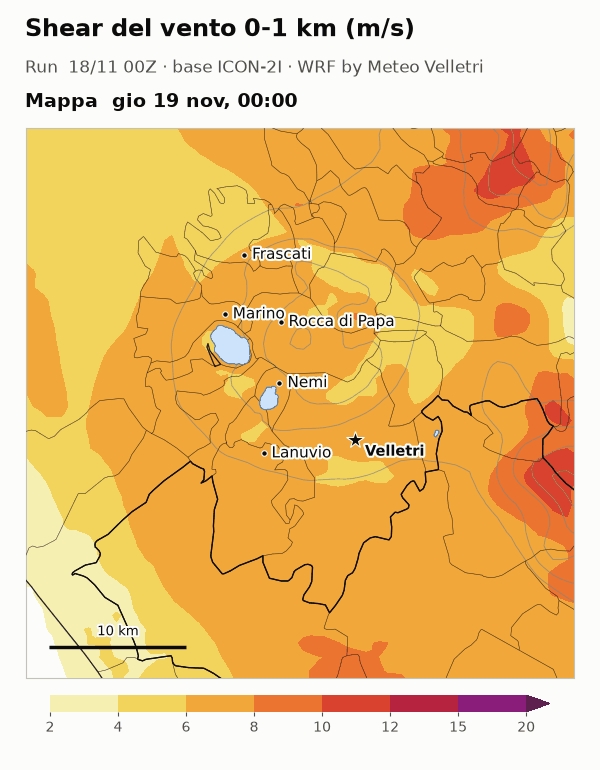 Shear del vento 0-1 km (m/s)
Run  18/11 00Z · base ICON-2I · WRF by Meteo Velletri
Mappa  gio 19 nov, 00:00
Frascati
Marino
Rocca di Papa
Nemi
Velletri
Lanuvio
10 km
2 4 6 8 10 12 15 20